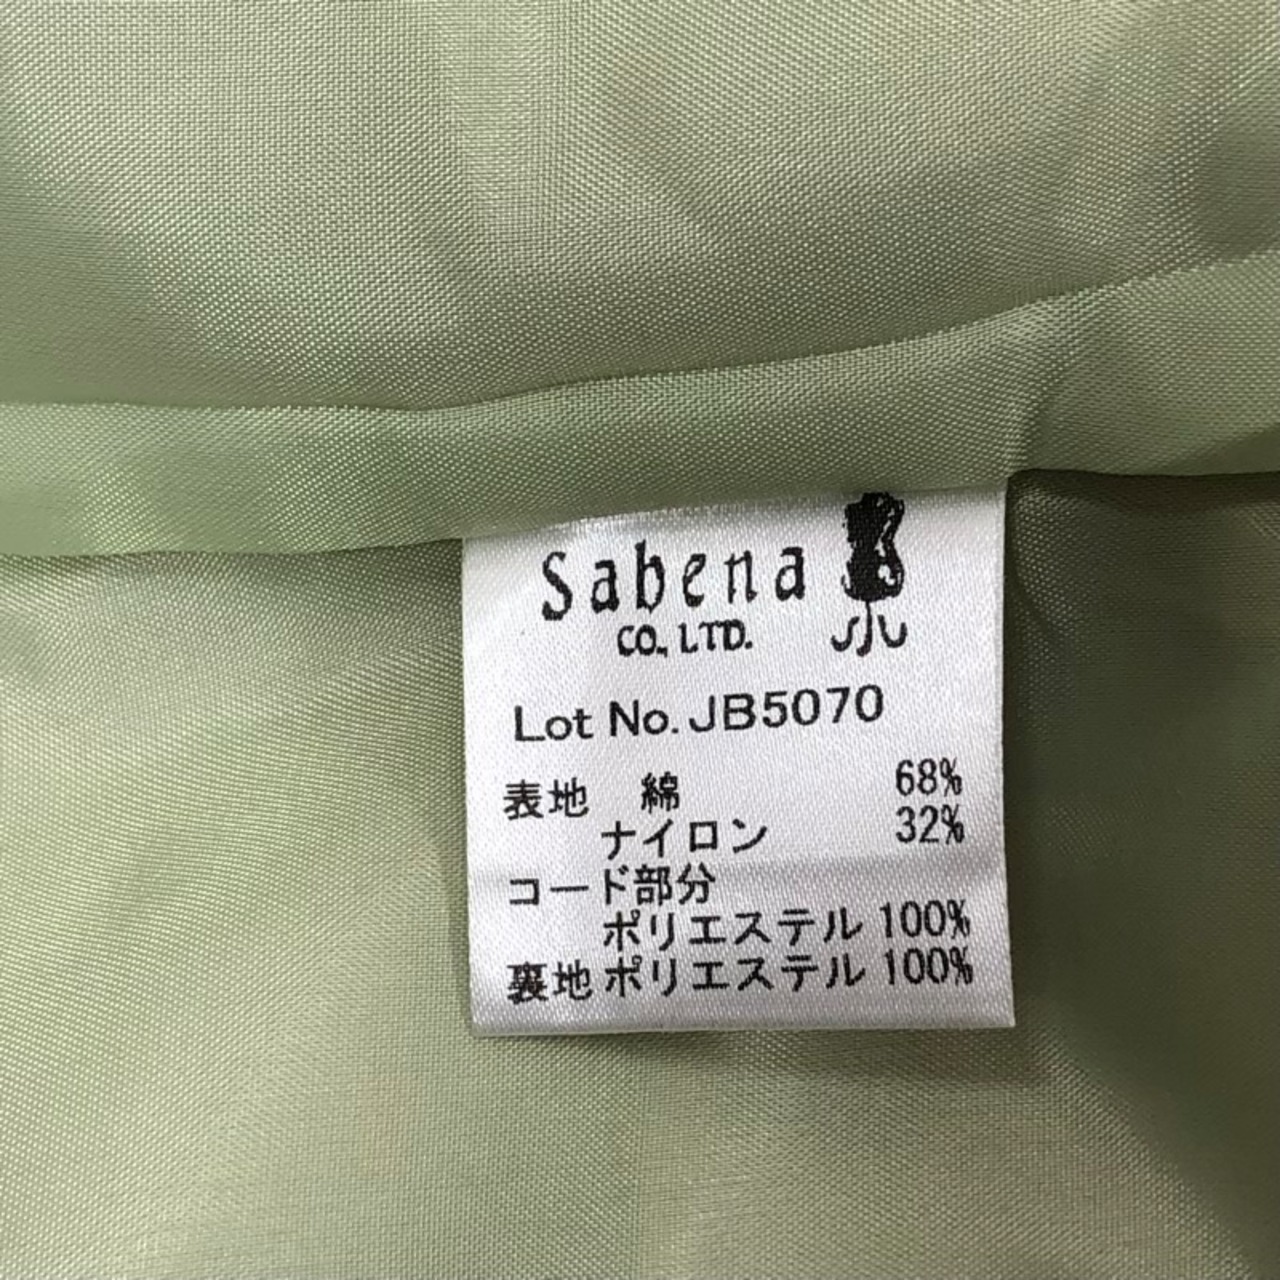 Sabena
CO., LTD.
Lot No. JB5070
表地 綿 68%
ナイロン 32%
コード部分
ポリエステル 100%
裏地 ポリエステル 100%